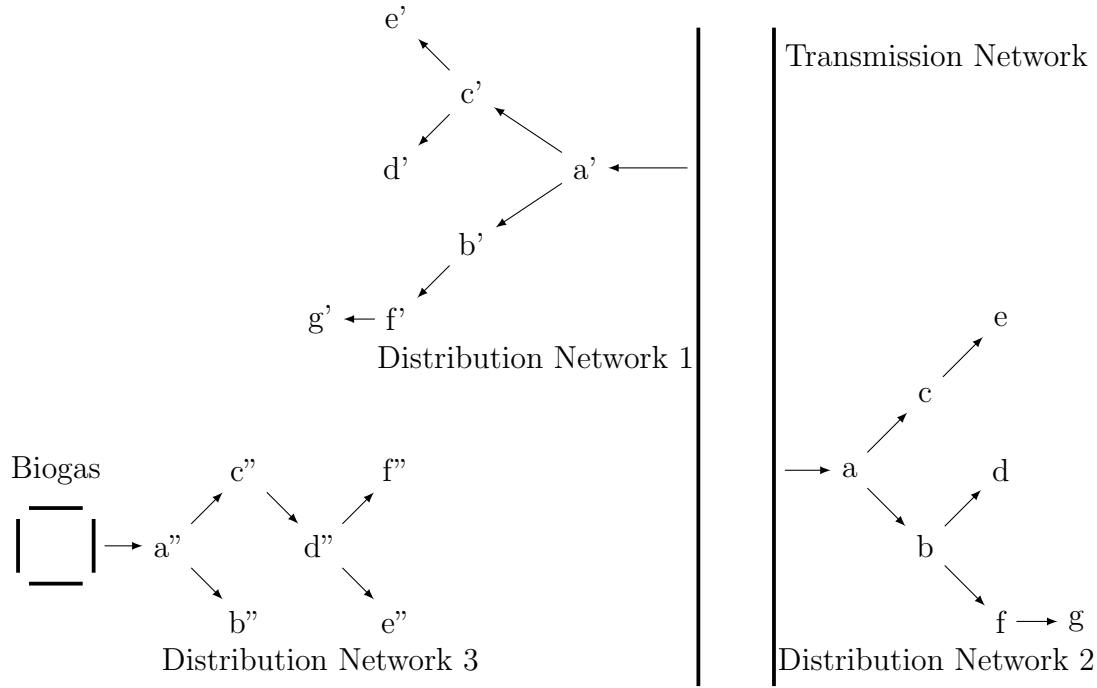 e'
Transmission Network
c'
d'
a'
b'
g'
f'
e
Distribution Network 1
c
Biogas
c”
f”
a
d
a”
d”
b
b”
e”
f
g
Distribution Network 3
Distribution Network 2